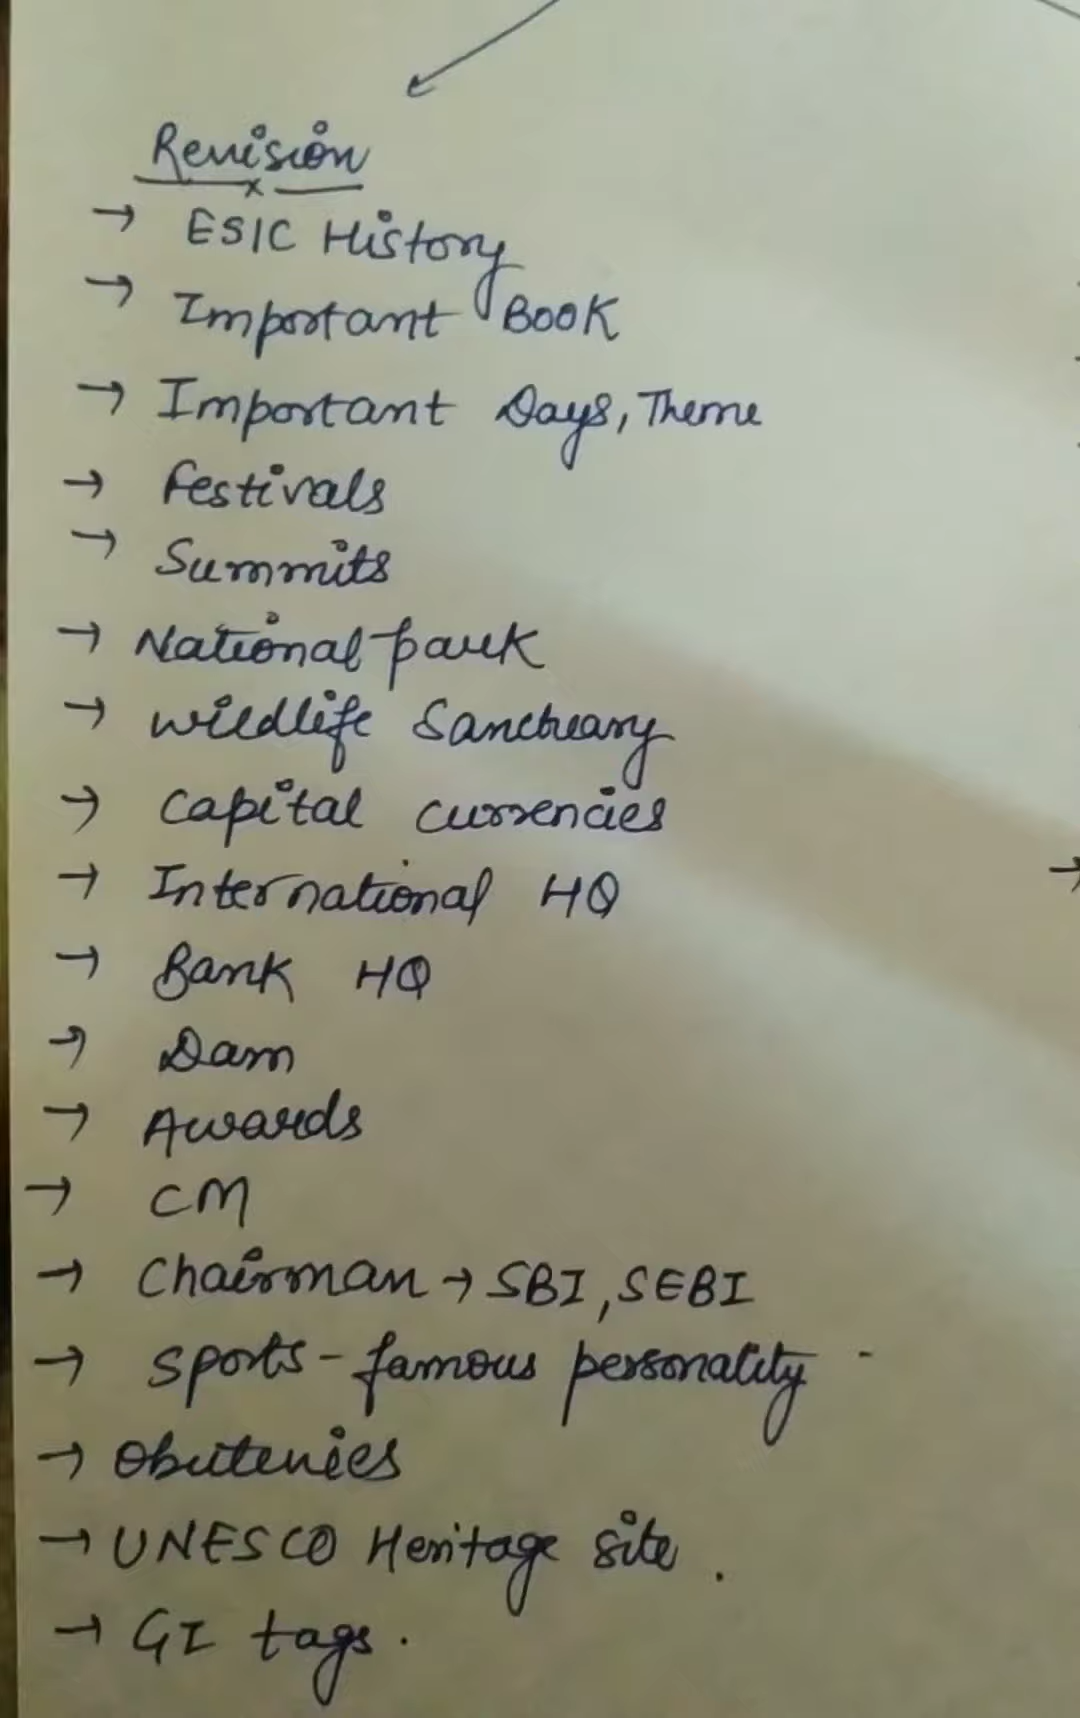 Revision
→ ESIC History
→ Important Book
→ Important Days, Theme
→ Festivals
→ Summits
→ National park
→ Wildlife Sanctuary
→ Capital currencies
→ International HQ
→ Bank HQ
→ Dam
→ Awards
→ CM
→ Chairman → SBI, SEBI
→ Sports - famous personality -
→ Obuteries
→ UNESCO Heritage site .
→ GI tags .